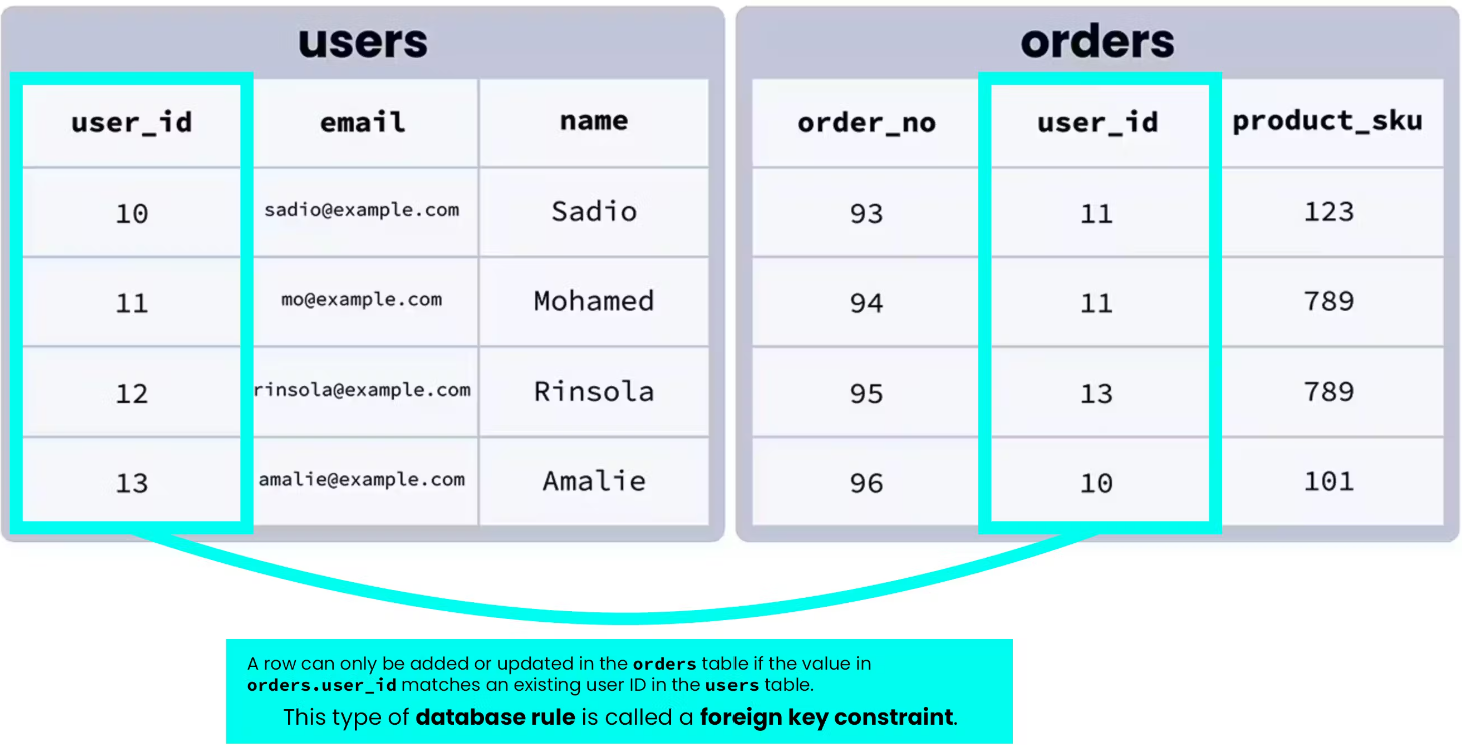 users
user_id email name
10 sadio@example.com Sadio
11 mo@example.com Mohamed
12 rinsola@example.com Rinsola
13 amalie@example.com Amalie
orders
order_no user_id product_sku
93 11 123
94 11 789
95 13 789
96 10 101
A row can only be added or updated in the orders table if the value in
orders.user_id matches an existing user ID in the users table.
This type of database rule is called a foreign key constraint.